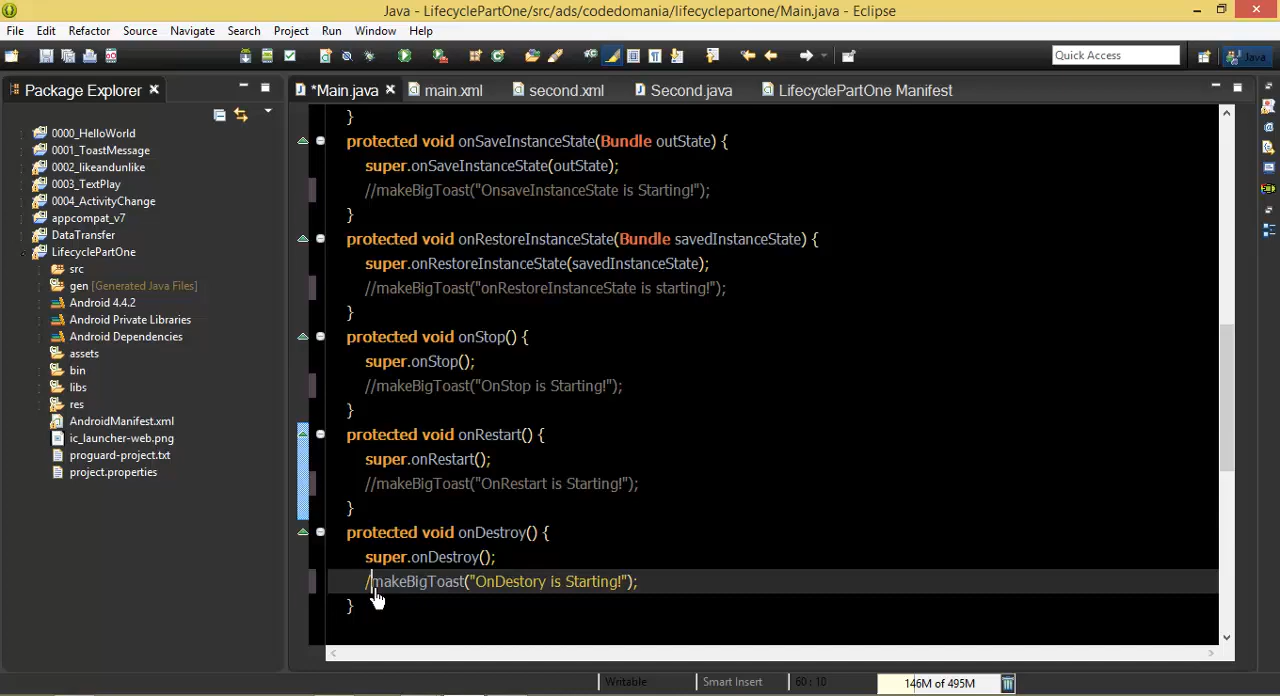 Java - LifecyclePartOne/src/ads/codedomania/lifecyclepartone/Main.java - Eclipse
File Edit Refactor Source Navigate Search Project Run Window Help
Quick Access
Java
Package Explorer
0000_HelloWorld
0001_ToastMessage
0002_likeandunlike
0003_TextPlay
0004_ActivityChange
appcompat_v7
DataTransfer
LifecyclePartOne
src
gen [Generated Java Files]
Android 4.4.2
Android Private Libraries
Android Dependencies
assets
bin
libs
res
AndroidManifest.xml
ic_launcher-web.png
proguard-project.txt
project.properties
*Main.java main.xml second.xml Second.java LifecyclePartOne Manifest
}
protected void onSaveInstanceState(Bundle outState) {
super.onSaveInstanceState(outState);
//makeBigToast("OnsaveInstanceState is Starting!");
}
protected void onRestoreInstanceState(Bundle savedInstanceState) {
super.onRestoreInstanceState(savedInstanceState);
//makeBigToast("onRestoreInstanceState is starting!");
}
protected void onStop() {
super.onStop();
//makeBigToast("OnStop is Starting!");
}
protected void onRestart() {
super.onRestart();
//makeBigToast("OnRestart is Starting!");
}
protected void onDestroy() {
super.onDestroy();
/makeBigToast("OnDestory is Starting!");
}
Writable Smart Insert 60 : 10 146M of 495M